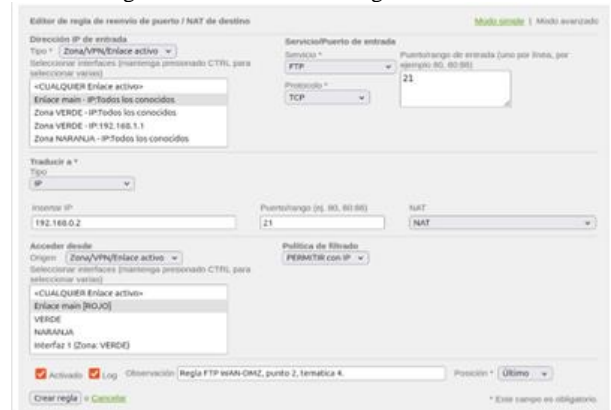 Editor de regla de reenvío de puerto / NAT de destino
Modo simple | Modo avanzado
Dirección IP de entrada
Tipo * Zona/VPN/Enlace activo
Seleccionar interfaces (mantenga presionado CTRL para seleccionar varias)
<CUALQUIER Enlace activo>
Enlace main - IP:Todos los conocidos
Zona VERDE - IP:Todos los conocidos
Zona VERDE - IP:192.168.1.1
Zona NARANJA - IP:Todos los conocidos
Servicio/Puerto de entrada
Servicio *
FTP
Protocolo *
TCP
Puerto/rango de entrada (uno por línea, por
ejemplo 80, 80:88)
21
Traducir a *
Tipo
IP
Insertar IP
192.168.0.2
Puerto/rango (ej. 80, 80:88)
21
NAT
NAT
Acceder desde
Origen Zona/VPN/Enlace activo
Seleccionar interfaces (mantenga presionado CTRL para
seleccionar varias)
<CUALQUIER Enlace activo>
Enlace main [ROJO]
VERDE
NARANJA
Interfaz 1 (Zona: VERDE)
Política de filtrado
PERMITIR con IP
Activado Log Observación Regla FTP WAN-DMZ, punto 2, tematica 4. Posición * Último
Crear regla o Cancelar
* Este campo es obligatorio.